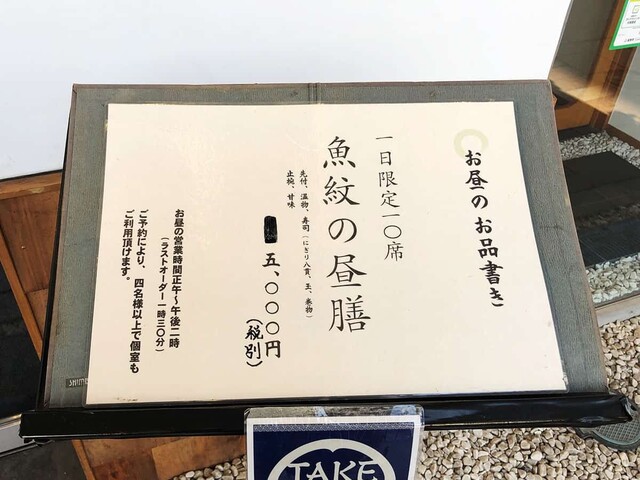 お昼のお品書き
一日限定一〇席
魚紋の昼膳
先付、温物、寿司(にぎり八貫、玉、巻物)
止椀、甘味
五、〇〇〇円
(税別)
お昼の営業時間正午~午後二時
(ラストオーダー一時三〇分)
ご予約により、四名様以上で個室も
ご利用頂けます。
SHIMB
TAKE